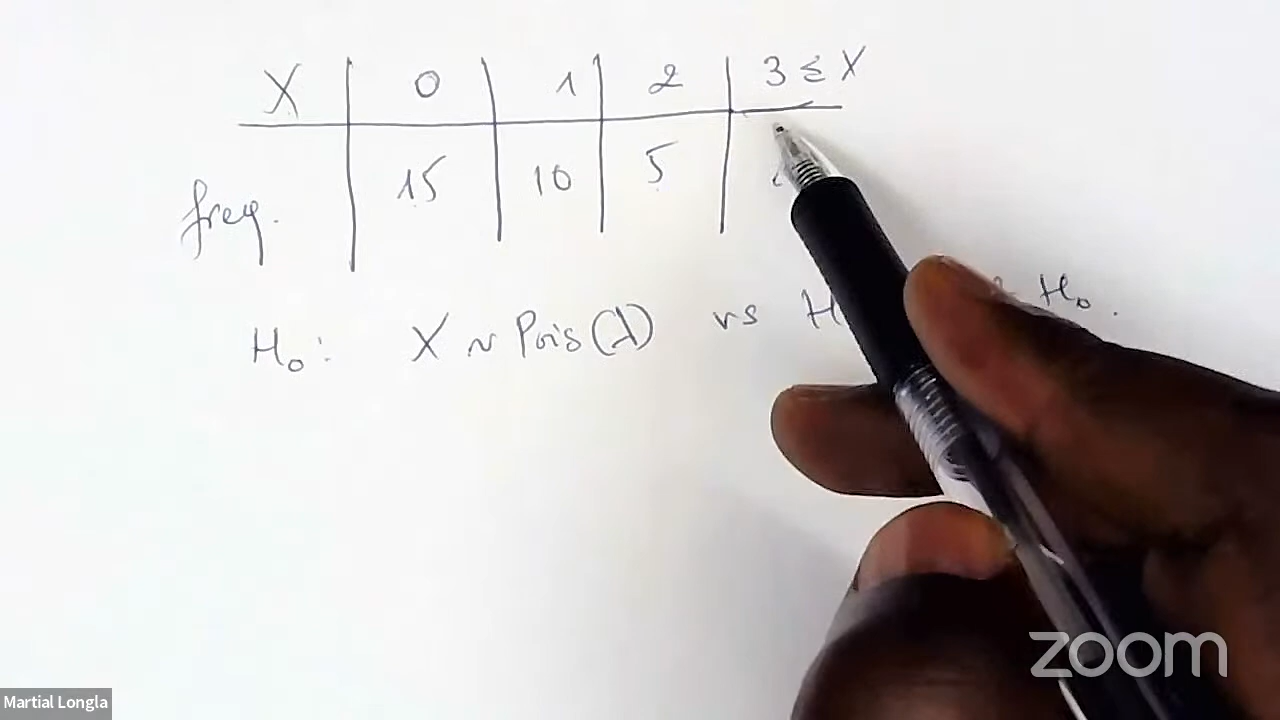 X 0 1 2 3 ≤ X
freq. 15 10 5
H₀: X ~ Pois(λ) vs H H₀.
zoom
Martial Longla